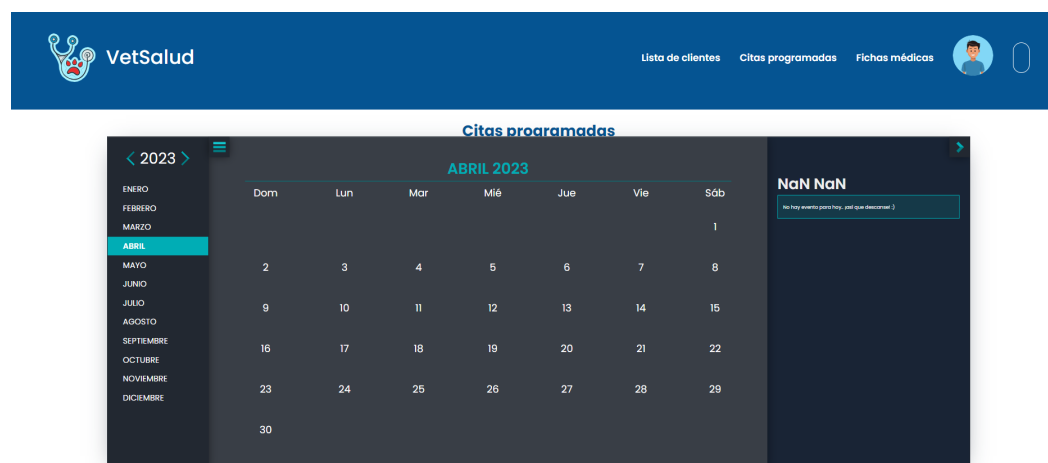 VetSalud
Lista de clientes Citas programadas Fichas médicas
Citas programadas
2023
ENERO
FEBRERO
MARZO
ABRIL
MAYO
JUNIO
JULIO
AGOSTO
SEPTIEMBRE
OCTUBRE
NOVIEMBRE
DICIEMBRE
ABRIL 2023
Dom Lun Mar Mié Jue Vie Sáb
1
2 3 4 5 6 7 8
9 10 11 12 13 14 15
16 17 18 19 20 21 22
23 24 25 26 27 28 29
30
NaN NaN
No hay evento para hoy.. ¡así que descanse! :)